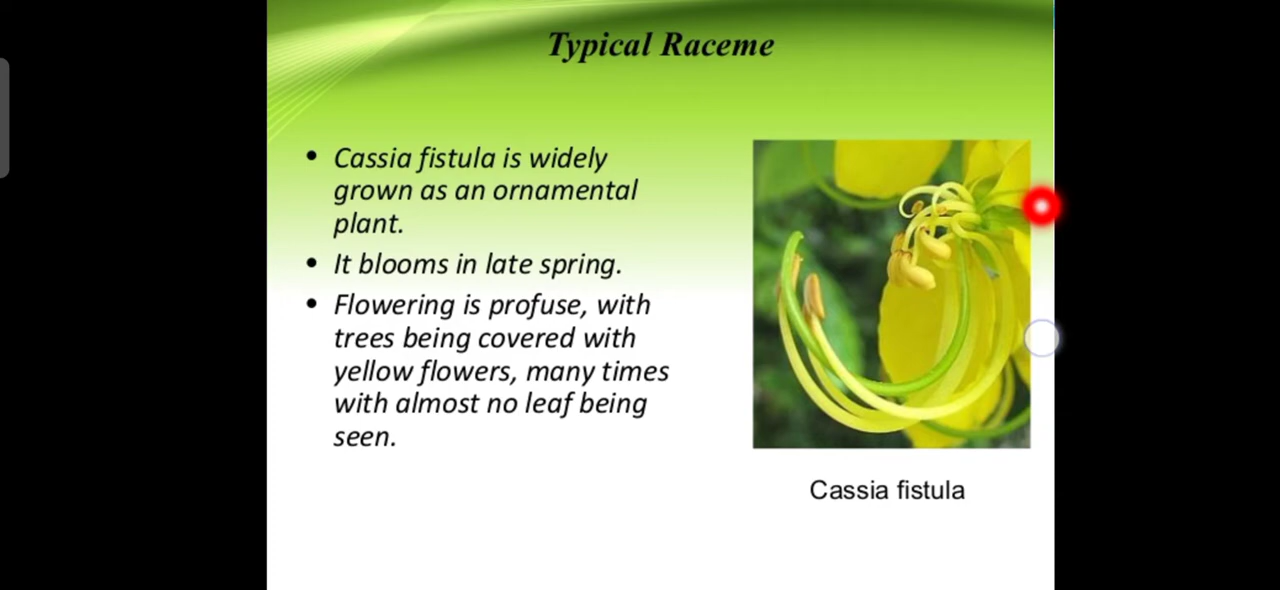 Typical Raceme
• Cassia fistula is widely
grown as an ornamental
plant.
• It blooms in late spring.
• Flowering is profuse, with
trees being covered with
yellow flowers, many times
with almost no leaf being
seen.
Cassia fistula